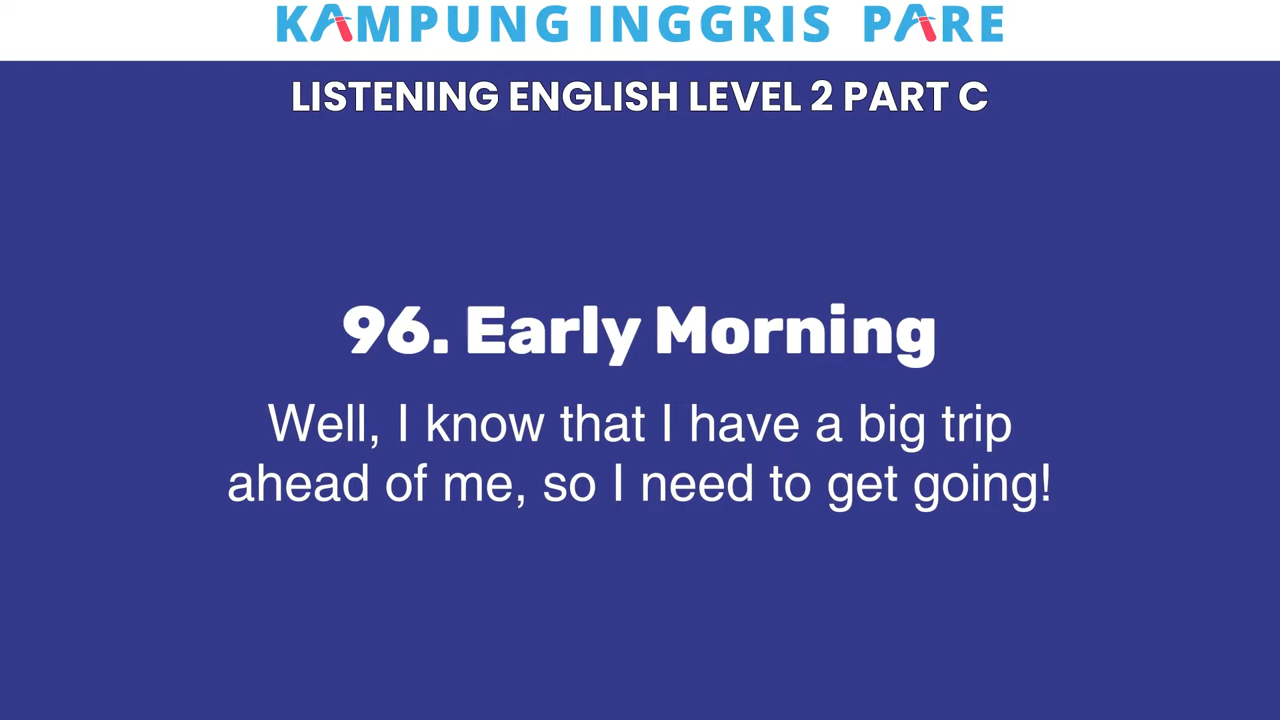 KAMPUNG INGGRIS PARE
LISTENING ENGLISH LEVEL 2 PART C
96. Early Morning
Well, I know that I have a big trip
ahead of me, so I need to get going!